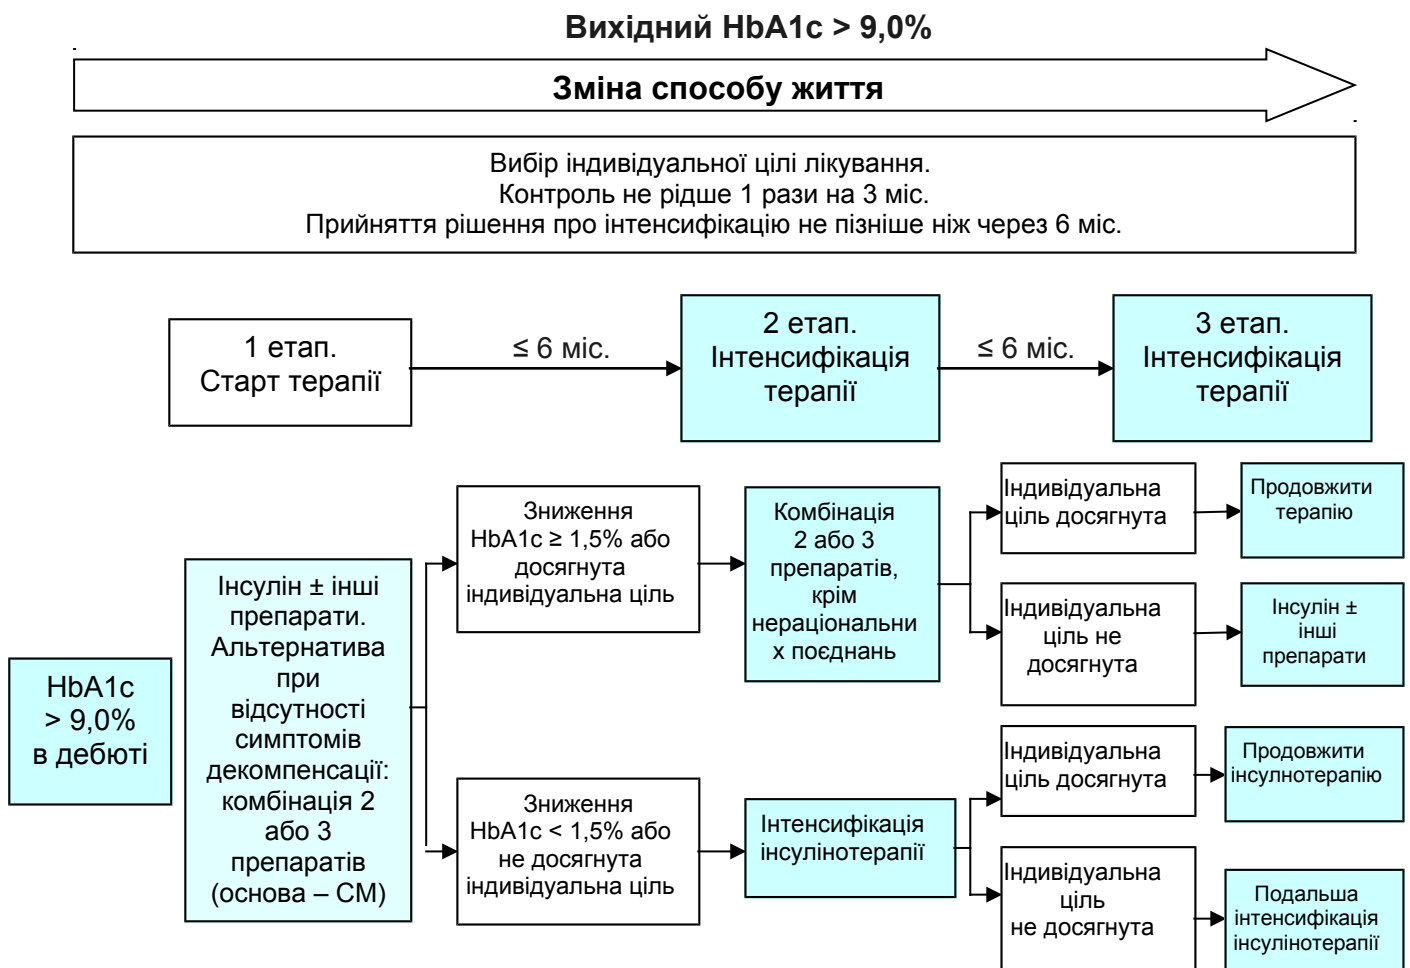 Вихідний HbA1c > 9,0%
Зміна способу життя
Вибір індивідуальної цілі лікування.
Контроль не рідше 1 рази на 3 міс.
Прийняття рішення про інтенсифікацію не пізніше ніж через 6 міс.
1 етап.
Старт терапії
≤ 6 міс.
2 етап.
Інтенсифікація
терапії
≤ 6 міс.
3 етап.
Інтенсифікація
терапії
HbA1c
> 9,0%
в дебюті
Інсулін ± інші
препарати.
Альтернатива
при
відсутності
симптомів
декомпенсації:
комбінація 2
або 3
препаратів
(основа – СМ)
Зниження
HbA1c ≥ 1,5% або
досягнута
індивідуальна ціль
Комбінація
2 або 3
препаратів,
крім
нераціональни
х поєднань
Індивідуальна
ціль досягнута
Продовжити
терапію
Індивідуальна
ціль не
досягнута
Інсулін ±
інші
препарати
Зниження
HbA1c < 1,5% або
не досягнута
індивідуальна ціль
Інтенсифікація
інсулінотерапії
Індивідуальна
ціль досягнута
Продовжити
інсулнотерапію
Індивідуальна
ціль
не досягнута
Подальша
інтенсифікація
інсулінотерапії